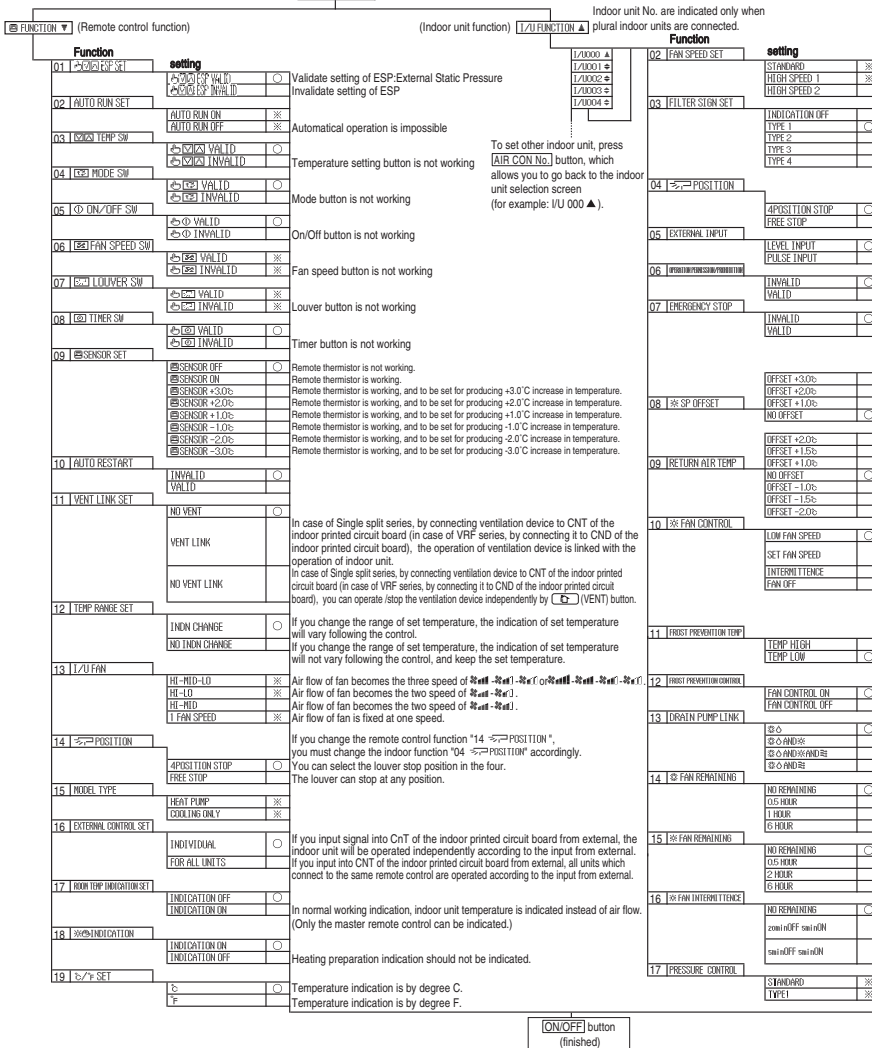 Indoor unit No. are indicated only when
FUNCTION ▼ (Remote control function)
(Indoor unit function) I/U FUNCTION ▲ plural indoor units are connected.
Function
setting
01 ESP SET
ESP VALID ○ Validate setting of ESP:External Static Pressure
ESP INVALID Invalidate setting of ESP
02 AUTO RUN SET
AUTO RUN ON ※
AUTO RUN OFF ※ Automatical operation is impossible
03 TEMP SW
VALID ○
INVALID Temperature setting button is not working
04 MODE SW
VALID ○
INVALID Mode button is not working
05 ON/OFF SW
VALID ○
INVALID On/Off button is not working
06 FAN SPEED SW
VALID ※
INVALID ※ Fan speed button is not working
07 LOUVER SW
VALID ※
INVALID ※ Louver button is not working
08 TIMER SW
VALID ○
INVALID Timer button is not working
09 SENSOR SET
SENSOR OFF ○ Remote thermistor is not working.
SENSOR ON Remote thermistor is working.
SENSOR +3.0℃ Remote thermistor is working, and to be set for producing +3.0°C increase in temperature.
SENSOR +2.0℃ Remote thermistor is working, and to be set for producing +2.0°C increase in temperature.
SENSOR +1.0℃ Remote thermistor is working, and to be set for producing +1.0°C increase in temperature.
SENSOR -1.0℃ Remote thermistor is working, and to be set for producing -1.0°C increase in temperature.
SENSOR -2.0℃ Remote thermistor is working, and to be set for producing -2.0°C increase in temperature.
SENSOR -3.0℃ Remote thermistor is working, and to be set for producing -3.0°C increase in temperature.
10 AUTO RESTART
INVALID ○
VALID
11 VENT LINK SET
NO VENT ○
VENT LINK
In case of Single split series, by connecting ventilation device to CNT of the
indoor printed circuit board (in case of VRF series, by connecting it to CND of the
indoor printed circuit board), the operation of ventilation device is linked with the
operation of indoor unit.
NO VENT LINK
In case of Single split series, by connecting ventilation device to CNT of the indoor printed
circuit board (in case of VRF series, by connecting it to CND of the indoor printed circuit
board), you can operate /stop the ventilation device independently by (VENT) button.
12 TEMP RANGE SET
INDN CHANGE ○ If you change the range of set temperature, the indication of set temperature
will vary following the control.
NO INDN CHANGE If you change the range of set temperature, the indication of set temperature
will not vary following the control, and keep the set temperature.
13 I/U FAN
HI-MID-LO ※ Air flow of fan becomes the three speed of - - or - - - .
HI-LO ※ Air flow of fan becomes the two speed of - .
HI-MID Air flow of fan becomes the two speed of - .
1 FAN SPEED ※ Air flow of fan is fixed at one speed.
14 POSITION
If you change the remote control function "14 POSITION ",
you must change the indoor function "04 POSITION" accordingly.
4POSITION STOP ○ You can select the louver stop position in the four.
FREE STOP The louver can stop at any position.
15 MODEL TYPE
HEAT PUMP ※
COOLING ONLY ※
16 EXTERNAL CONTROL SET
INDIVIDUAL ○ If you input signal into CnT of the indoor printed circuit board from external, the
indoor unit will be operated independently according to the input from external.
FOR ALL UNITS If you input into CNT of the indoor printed circuit board from external, all units which
connect to the same remote control are operated according to the input from external.
17 ROOM TEMP INDICATION SET
INDICATION OFF ○
INDICATION ON In normal working indication, indoor unit temperature is indicated instead of air flow.
(Only the master remote control can be indicated.)
18 INDICATION
INDICATION ON ○
INDICATION OFF Heating preparation indication should not be indicated.
19 ℃/℉ SET
℃ ○ Temperature indication is by degree C.
℉ Temperature indication is by degree F.
I/U000 ▲
I/U001
I/U002
I/U003
I/U004
To set other indoor unit, press
AIR CON No. button, which
allows you to go back to the indoor
unit selection screen
(for example: I/U 000 ▲).
Function
setting
02 FAN SPEED SET
STANDARD ※
HIGH SPEED 1 ※
HIGH SPEED 2
03 FILTER SIGN SET
INDICATION OFF
TYPE 1 ○
TYPE 2
TYPE 3
TYPE 4
04 POSITION
4POSITION STOP ○
FREE STOP
05 EXTERNAL INPUT
LEVEL INPUT ○
PULSE INPUT
06 OPERATION PERMISSION/PROHIBITION
INVALID ○
VALID
07 EMERGENCY STOP
INVALID ○
VALID
OFFSET +3.0℃
OFFSET +2.0℃
08 SP OFFSET
OFFSET +1.0℃
NO OFFSET ○
OFFSET +2.0℃
OFFSET +1.5℃
09 RETURN AIR TEMP
OFFSET +1.0℃
NO OFFSET ○
OFFSET -1.0℃
OFFSET -1.5℃
OFFSET -2.0℃
10 FAN CONTROL
LOW FAN SPEED ○
SET FAN SPEED
INTERMITTENCE
FAN OFF
11 FROST PREVENTION TEMP
TEMP HIGH
TEMP LOW ○
12 FROST PREVENTION CONTROL
FAN CONTROL ON ○
FAN CONTROL OFF
13 DRAIN PUMP LINK
○
AND
AND AND
AND
14 FAN REMAINING
NO REMAINING ○
0.5 HOUR
1 HOUR
6 HOUR
15 FAN REMAINING
NO REMAINING ○
0.5 HOUR
2 HOUR
6 HOUR
16 FAN INTERMITTENCE
NO REMAINING ○
zominOFF sminON
sminOFF sminON
17 PRESSURE CONTROL
STANDARD ※
TYPE1 ※
ON/OFF button
(finished)